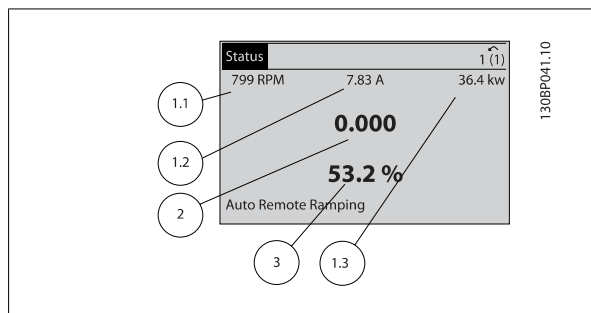 Status
1 (1)
799 RPM 7.83 A 36.4 kw
0.000
53.2 %
Auto Remote Ramping
1.1
1.2
2
3
1.3
130BP041.10